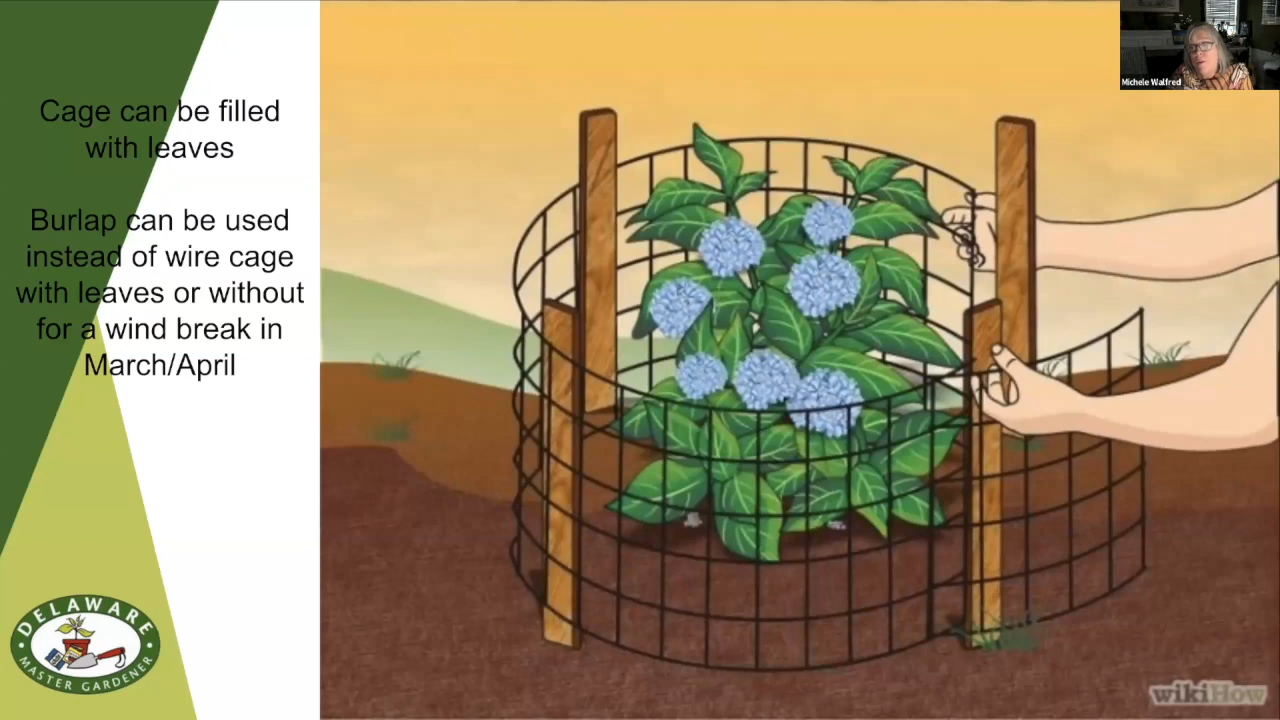 Cage can be filled
with leaves
Burlap can be used
instead of wire cage
with leaves or without
for a wind break in
March/April
DELAWARE
MASTER GARDENER
Michele Walfred
wikiHow